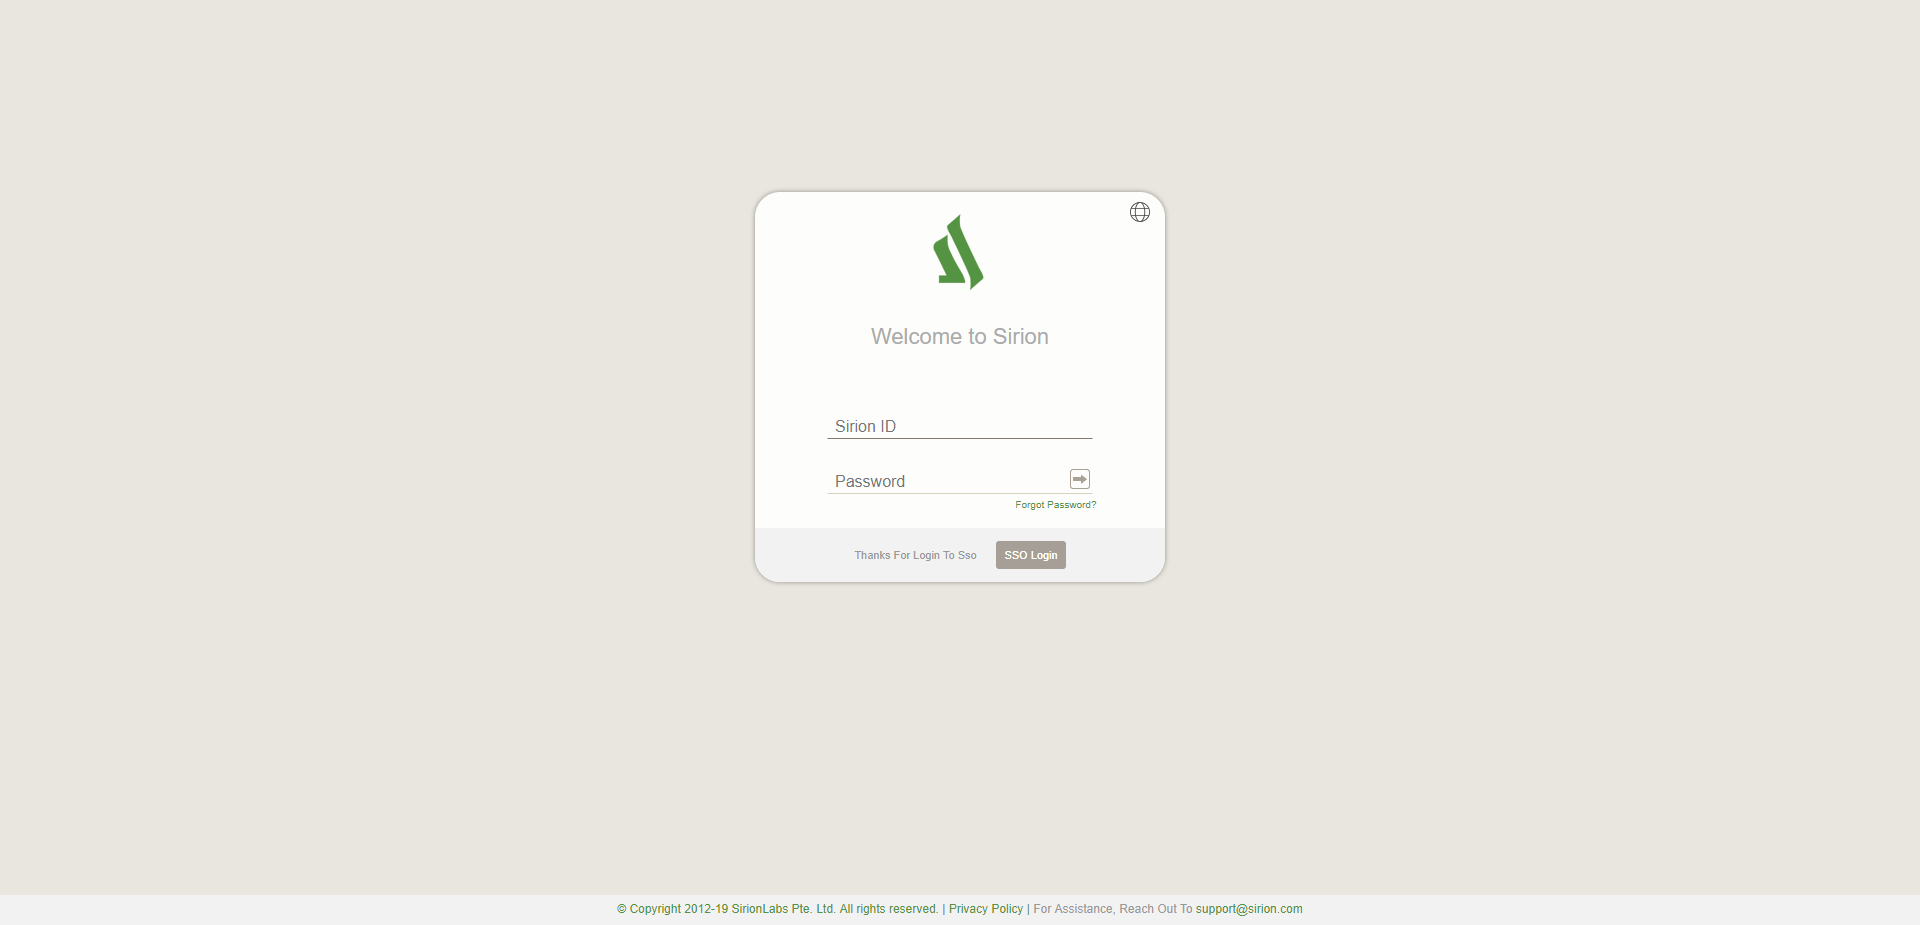 Welcome to Sirion
Sirion ID
Password
Forgot Password?
Thanks For Login To Sso SSO Login
© Copyright 2012-19 SirionLabs Pte. Ltd. All rights reserved. | Privacy Policy | For Assistance, Reach Out To support@sirion.com